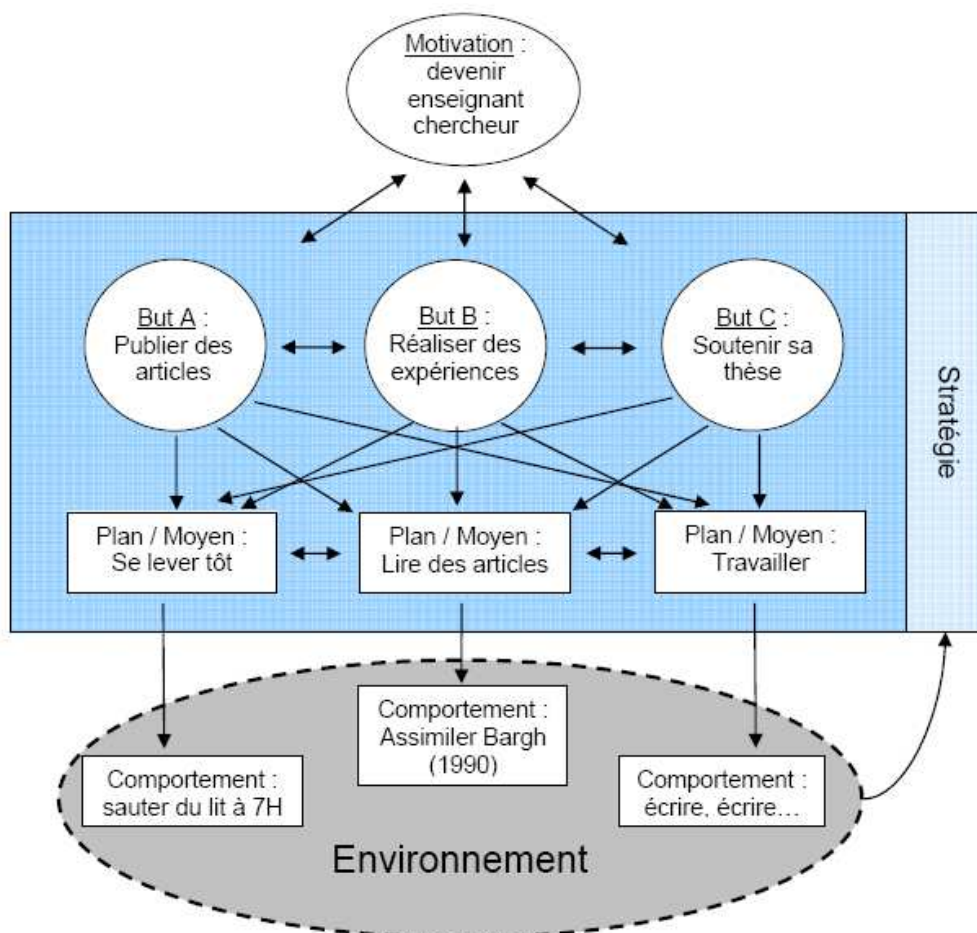 Motivation :
devenir
enseignant
chercheur
But A :
Publier des
articles
But B :
Réaliser des
expériences
But C :
Soutenir sa
thèse
Stratégie
Plan / Moyen :
Se lever tôt
Plan / Moyen :
Lire des articles
Plan / Moyen :
Travailler
Comportement :
sauter du lit à 7H
Comportement :
Assimiler Bargh
(1990)
Comportement :
écrire, écrire…
Environnement